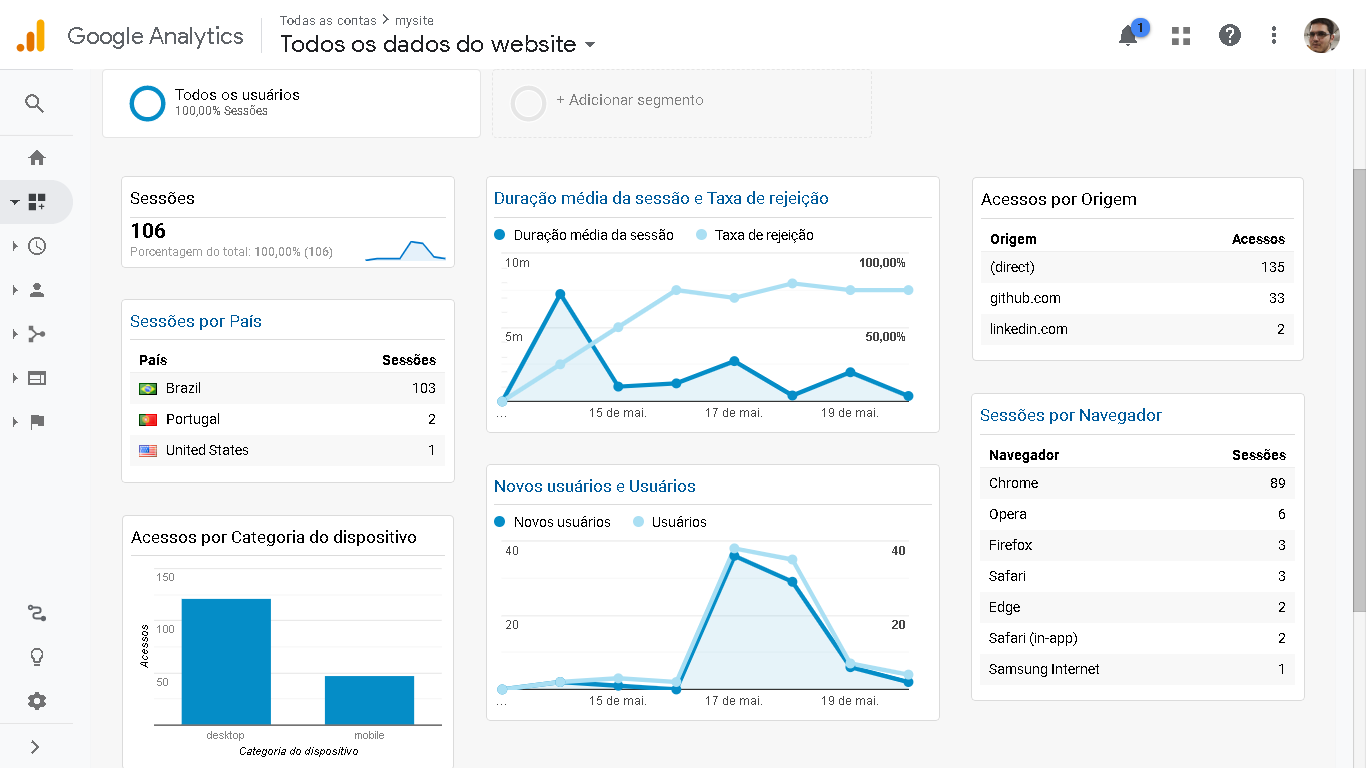 Google Analytics
Todas as contas > mysite
Todos os dados do website
1
Todos os usuários
100,00% Sessões
+ Adicionar segmento
Sessões
106
Porcentagem do total: 100,00% (106)
Sessões por País
País Sessões
Brazil 103
Portugal 2
United States 1
Acessos por Categoria do dispositivo
150
100
50
Acessos
desktop mobile
Categoria do dispositivo
Duração média da sessão e Taxa de rejeição
Duração média da sessão Taxa de rejeição
10m 100,00%
5m 50,00%
... 15 de mai. 17 de mai. 19 de mai.
Novos usuários e Usuários
Novos usuários Usuários
40 40
20 20
... 15 de mai. 17 de mai. 19 de mai.
Acessos por Origem
Origem Acessos
(direct) 135
github.com 33
linkedin.com 2
Sessões por Navegador
Navegador Sessões
Chrome 89
Opera 6
Firefox 3
Safari 3
Edge 2
Safari (in-app) 2
Samsung Internet 1